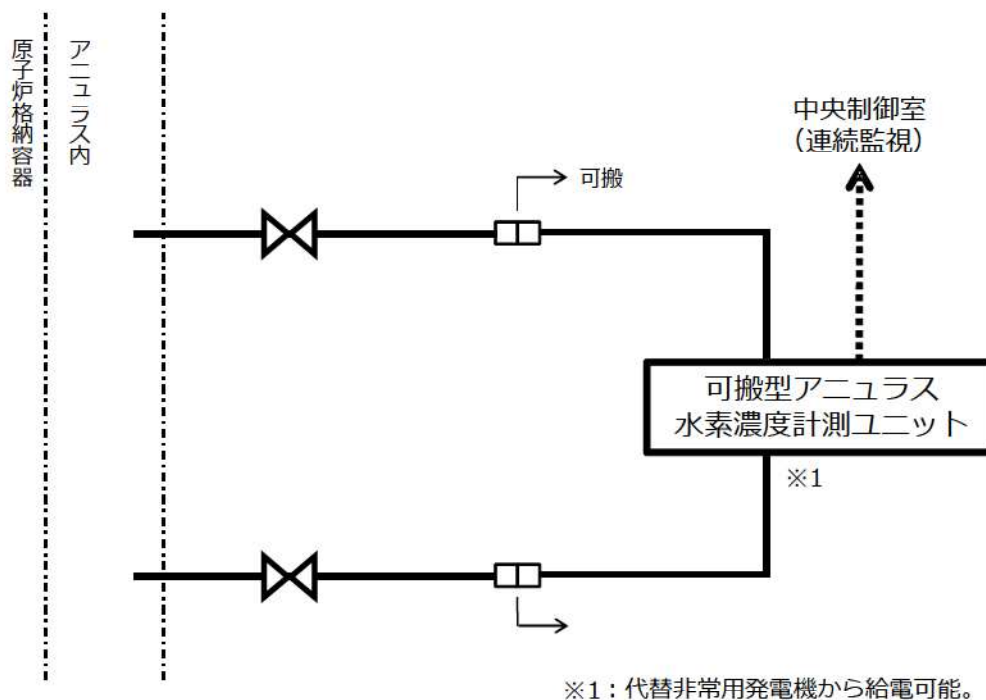 原子炉格納容器
アニュラス内
中央制御室
（連続監視）
可搬
可搬型アニュラス
水素濃度計測ユニット
※1
※1：代替非常用発電機から給電可能。